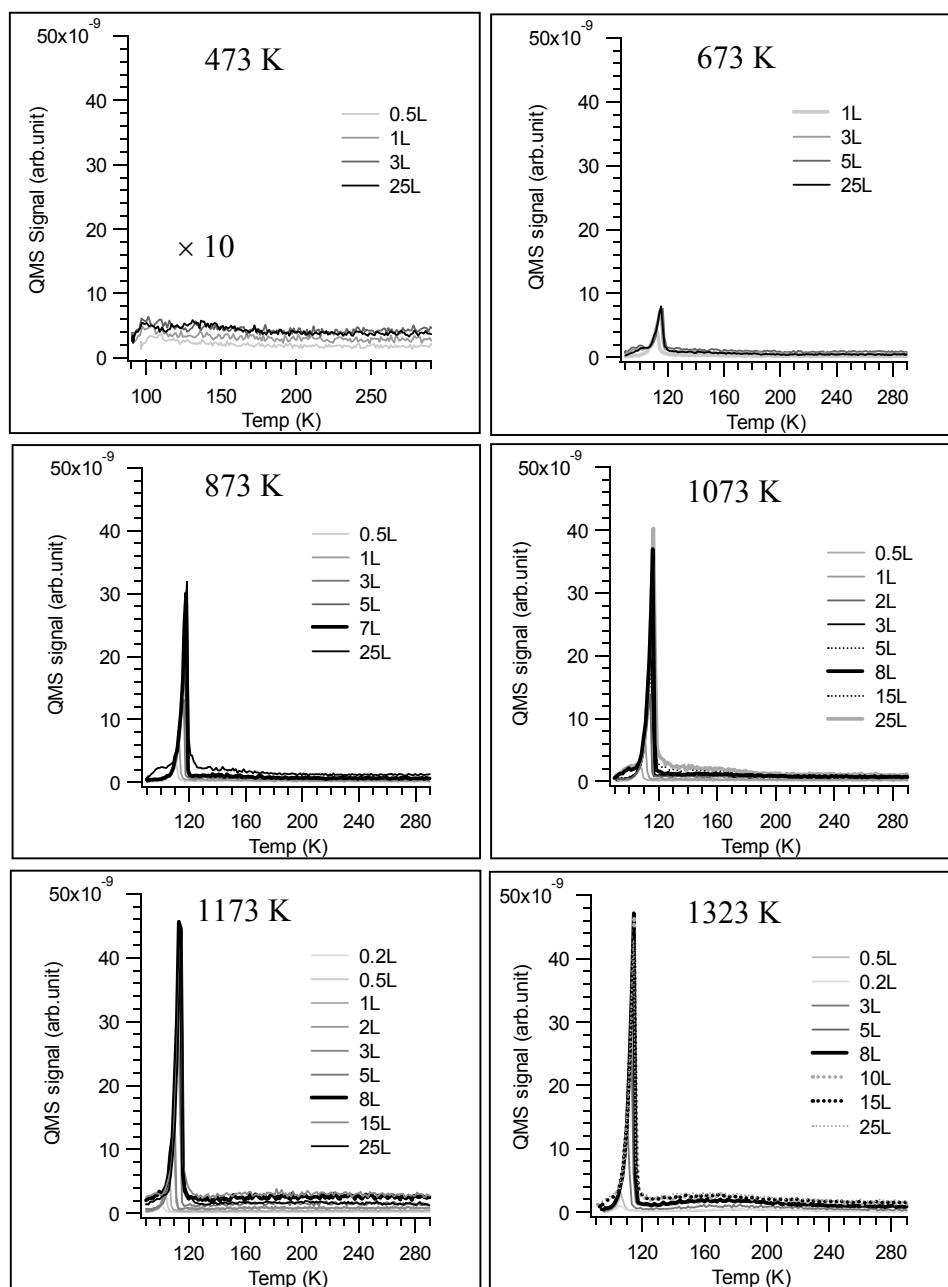 50x10⁻⁹
40
30
20
10
0
QMS Signal (arb.unit)
473 K
0.5L
1L
3L
25L
× 10
100
150
200
250
Temp (K)
50x10⁻⁹
40
30
20
10
0
QMS signal (arb.unit)
673 K
1L
3L
5L
25L
120
160
200
240
280
Temp (K)
50x10⁻⁹
40
30
20
10
0
QMS signal (arb.unit)
873 K
0.5L
1L
3L
5L
7L
25L
120
160
200
240
280
Temp (K)
50x10⁻⁹
40
30
20
10
0
QMS signal (arb.unit)
1073 K
0.5L
1L
2L
3L
5L
8L
15L
25L
120
160
200
240
280
Temp (K)
50x10⁻⁹
40
30
20
10
0
QMS signal (arb.unit)
1173 K
0.2L
0.5L
1L
2L
3L
5L
8L
15L
25L
120
160
200
240
280
Temp (K)
50x10⁻⁹
40
30
20
10
0
QMS signal (arb.unit)
1323 K
0.5L
0.2L
3L
5L
8L
10L
15L
25L
120
160
200
240
280
Temp (K)